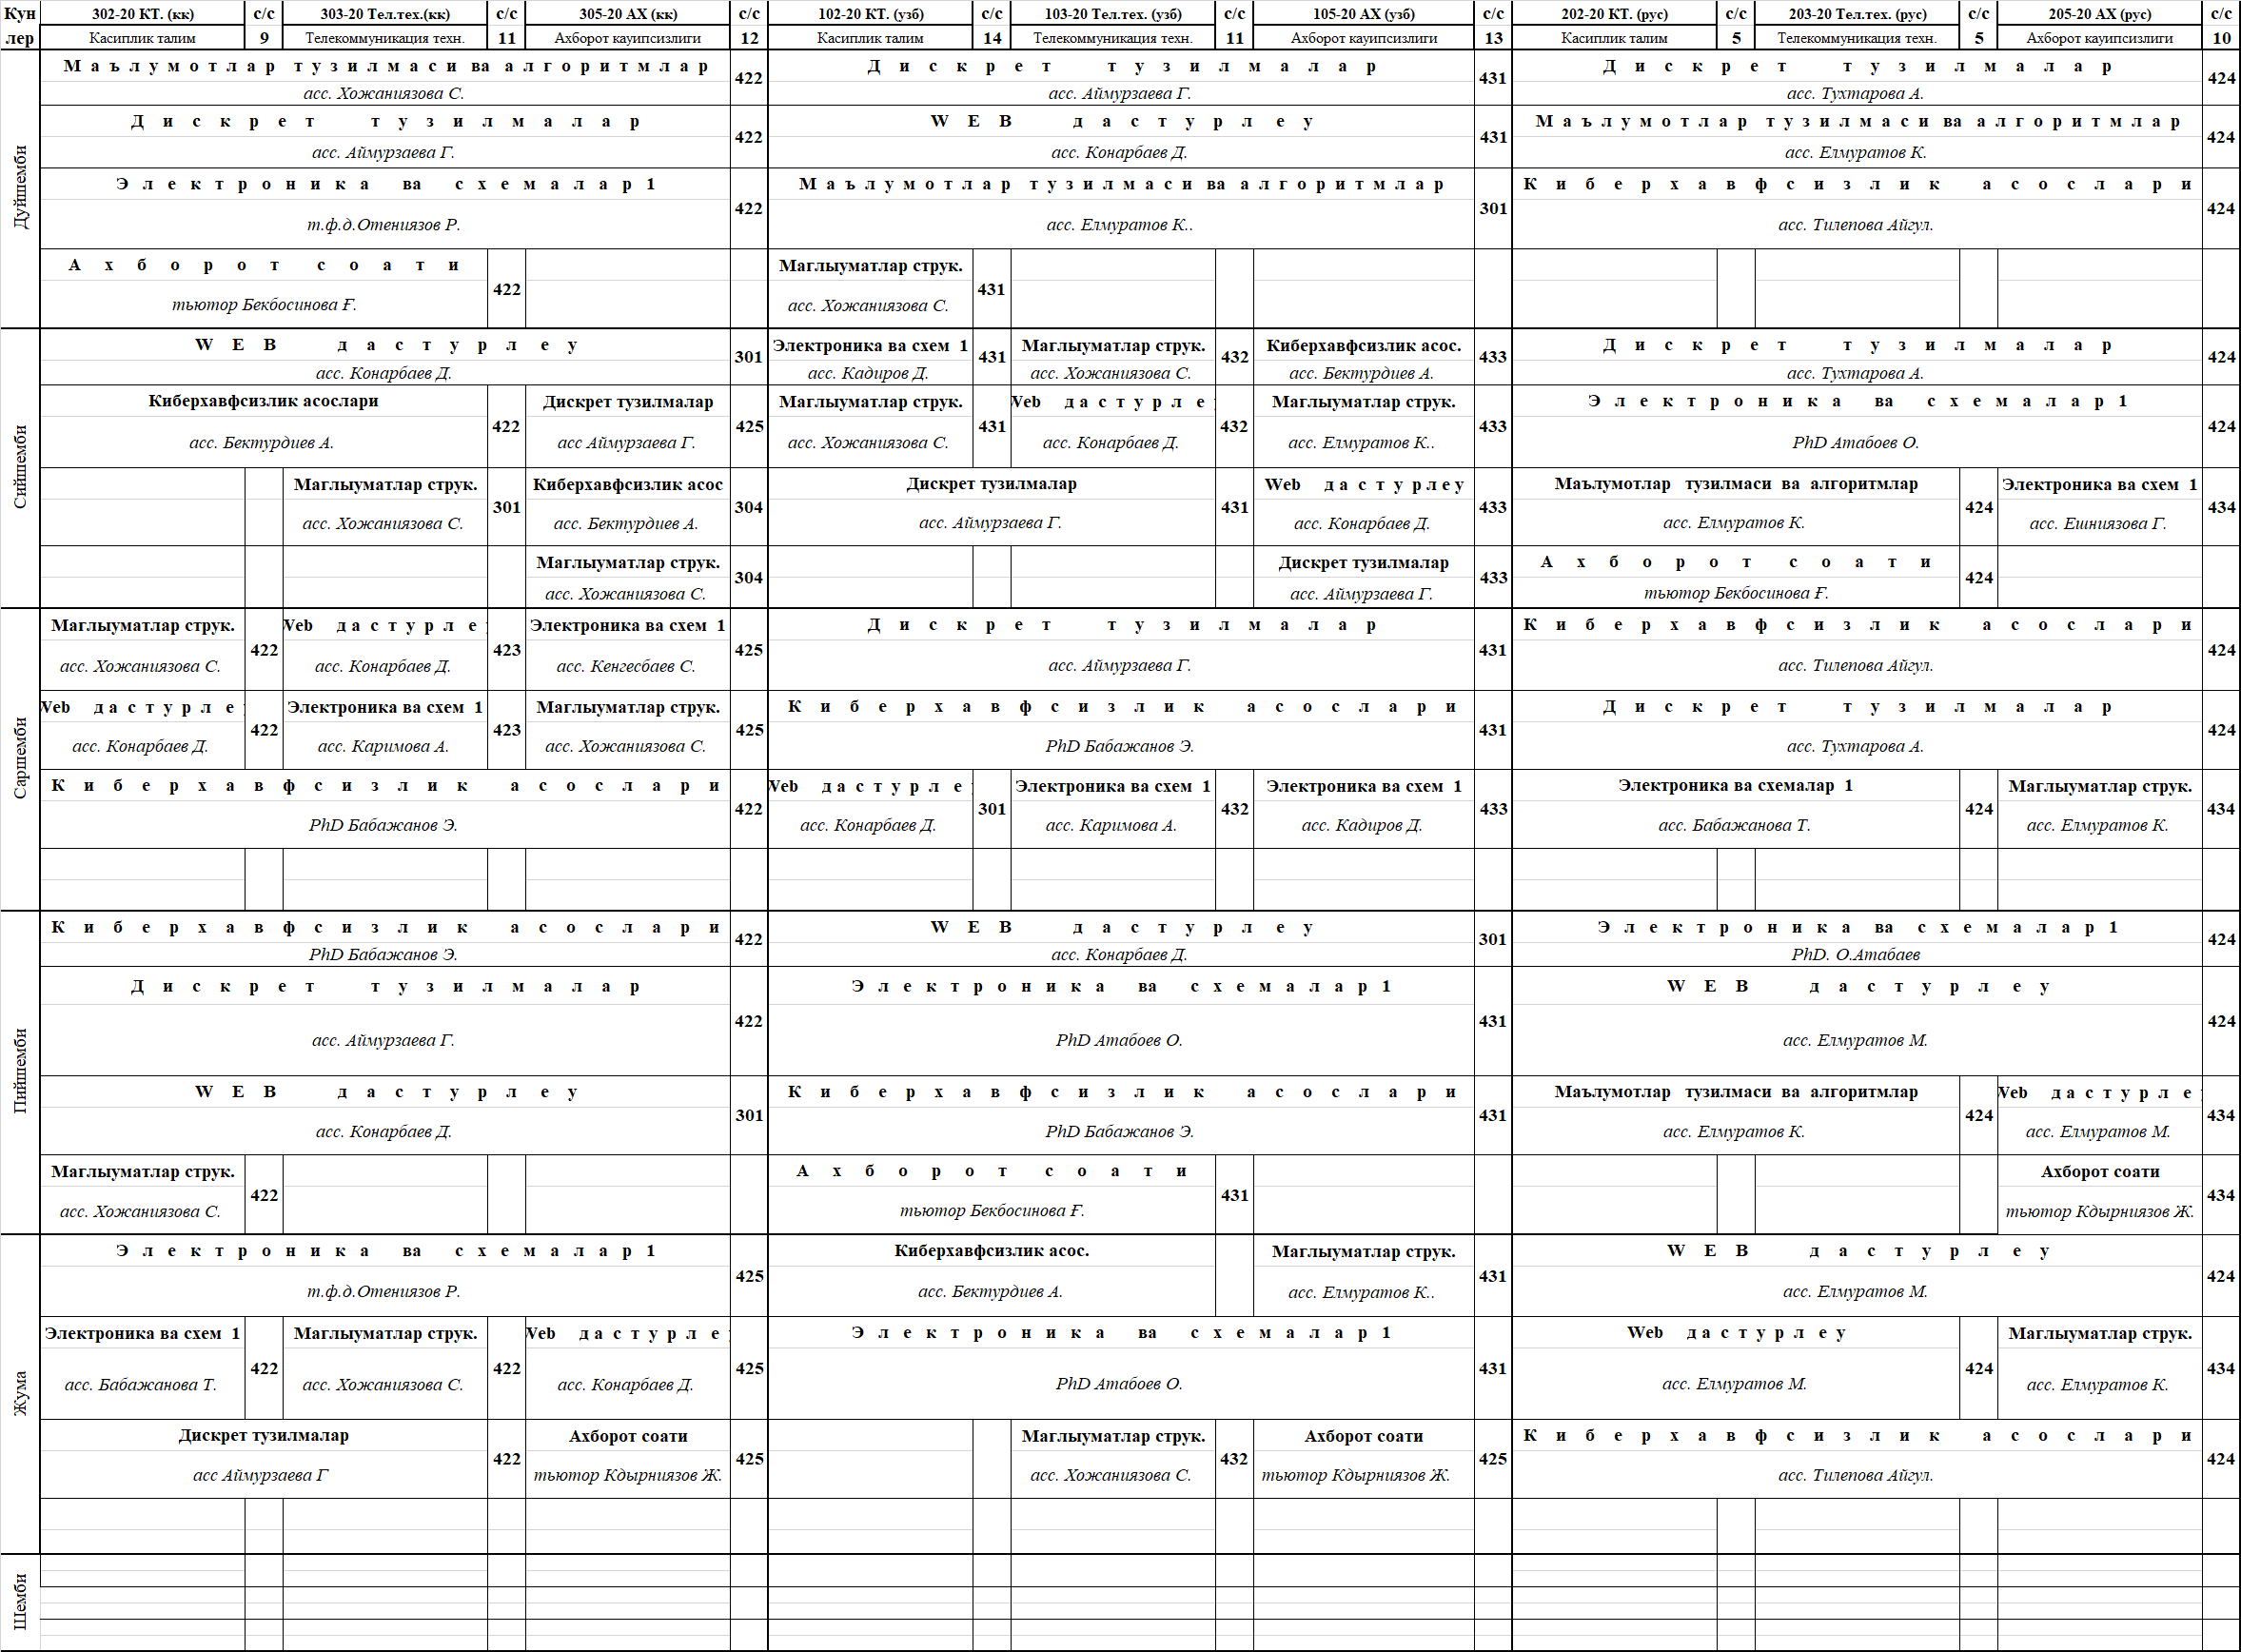 Кун 302-20 КТ. (кк) с/с 303-20 Тел.тех.(кк) с/с 305-20 АХ (кк) с/с 102-20 КТ. (узб) с/с 103-20 Тел.тех. (узб) с/с 105-20 АХ (узб) с/с 202-20 КТ. (рус) с/с 203-20 Тел.тех. (рус) с/с 205-20 АХ (рус) с/с
лер Касиплик талим 9 Телекоммуникация техн. 11 Ахборот кауипсизлиги 12 Касиплик талим 14 Телекоммуникация техн. 11 Ахборот кауипсизлиги 13 Касиплик талим 5 Телекоммуникация техн. 5 Ахборот кауипсизлиги 10
Дуйшемби
Маълумотлар тузилмаси ва алгоритмлар 422 Дискрет тузилмалар 431 Дискрет тузилмалар 424
асс. Хожаниязова С. асс. Аймурзаева Г. асс. Тухтарова А.
Дискрет тузилмалар 422 WEB дастурлеу 431 Маълумотлар тузилмаси ва алгоритмлар 424
асс. Аймурзаева Г. асс. Конарбаев Д. асс. Елмуратов К.
Электроника ва схемалар 1 422 Маълумотлар тузилмаси ва алгоритмлар 301 Киберхавфсизлик асослари 424
т.ф.д.Отениязов Р. асс. Елмуратов К.. асс. Тилепова Айгул.
Ахборот соати 422 Маглыуматлар струк. 431
тьютор Бекбосинова Ғ. асс. Хожаниязова С.
Сийшемби
WEB дастурлеу 301 Электроника ва схем 1 431 Маглыуматлар струк. 432 Киберхавфсизлик асос. 433 Дискрет тузилмалар 424
асс. Конарбаев Д. асс. Кадиров Д. асс. Хожаниязова С. асс. Бектурдиев А. асс. Тухтарова А.
Киберхавфсизлик асослари 422 Дискрет тузилмалар 425 Маглыуматлар струк. 431 Web дастурле 432 Маглыуматлар струк. 433 Электроника ва схемалар 1 424
асс. Бектурдиев А. асс Аймурзаева Г. асс. Хожаниязова С. асс. Конарбаев Д. асс. Елмуратов К.. PhD Атабоев О.
Маглыуматлар струк. 301 Киберхавфсизлик асос 304 Дискрет тузилмалар 431 Web дастурлеу 433 Маълумотлар тузилмаси ва алгоритмлар 424 Электроника ва схем 1 434
асс. Хожаниязова С. асс. Бектурдиев А. асс. Аймурзаева Г. асс. Конарбаев Д. асс. Елмуратов К. асс. Ешниязова Г.
Маглыуматлар струк. 304 Дискрет тузилмалар 433 Ахборот соати 424
асс. Хожаниязова С. асс. Аймурзаева Г. тьютор Бекбосинова Ғ.
Саршемби
Маглыуматлар струк. 422 Web дастурле 423 Электроника ва схем 1 425 Дискрет тузилмалар 431 Киберхавфсизлик асослари 424
асс. Хожаниязова С. асс. Конарбаев Д. асс. Кенгесбаев С. асс. Аймурзаева Г. асс. Тилепова Айгул.
Web дастурле 422 Электроника ва схем 1 423 Маглыуматлар струк. 425 Киберхавфсизлик асослари 431 Дискрет тузилмалар 424
асс. Конарбаев Д. асс. Каримова А. асс. Хожаниязова С. PhD Бабажанов Э. асс. Тухтарова А.
Киберхавфсизлик асослари 422 Web дастурле 301 Электроника ва схем 1 432 Электроника ва схем 1 433 Электроника ва схемалар 1 424 Маглыуматлар струк. 434
PhD Бабажанов Э. асс. Конарбаев Д. асс. Каримова А. асс. Кадиров Д. асс. Бабажанова Т. асс. Елмуратов К.
Пийшемби
Киберхавфсизлик асослари 422 WEB дастурлеу 301 Электроника ва схемалар 1 424
PhD Бабажанов Э. асс. Конарбаев Д. PhD. О.Атабаев
Дискрет тузилмалар 422 Электроника ва схемалар 1 431 WEB дастурлеу 424
асс. Аймурзаева Г. PhD Атабоев О. асс. Елмуратов М.
WEB дастурлеу 301 Киберхавфсизлик асослари 431 Маълумотлар тузилмаси ва алгоритмлар 424 Web дастурле 434
асс. Конарбаев Д. PhD Бабажанов Э. асс. Елмуратов К. асс. Елмуратов М.
Маглыуматлар струк. 422 Ахборот соати 431 Ахборот соати 434
асс. Хожаниязова С. тьютор Бекбосинова Ғ. тьютор Кдырниязов Ж.
Жума
Электроника ва схемалар 1 425 Киберхавфсизлик асос. Маглыуматлар струк. 431 WEB дастурлеу 424
т.ф.д.Отениязов Р. асс. Бектурдиев А. асс. Елмуратов К.. асс. Елмуратов М.
Электроника ва схем 1 422 Маглыуматлар струк. 422 Web дастурле 425 Электроника ва схемалар 1 431 Web дастурлеу 424 Маглыуматлар струк. 434
асс. Бабажанова Т. асс. Хожаниязова С. асс. Конарбаев Д. PhD Атабоев О. асс. Елмуратов М. асс. Елмуратов К.
Дискрет тузилмалар 422 Ахборот соати 425 Маглыуматлар струк. 432 Ахборот соати 425 Киберхавфсизлик асослари 424
асс Аймурзаева Г тьютор Кдырниязов Ж. асс. Хожаниязова С. тьютор Кдырниязов Ж. асс. Тилепова Айгул.
Шемби